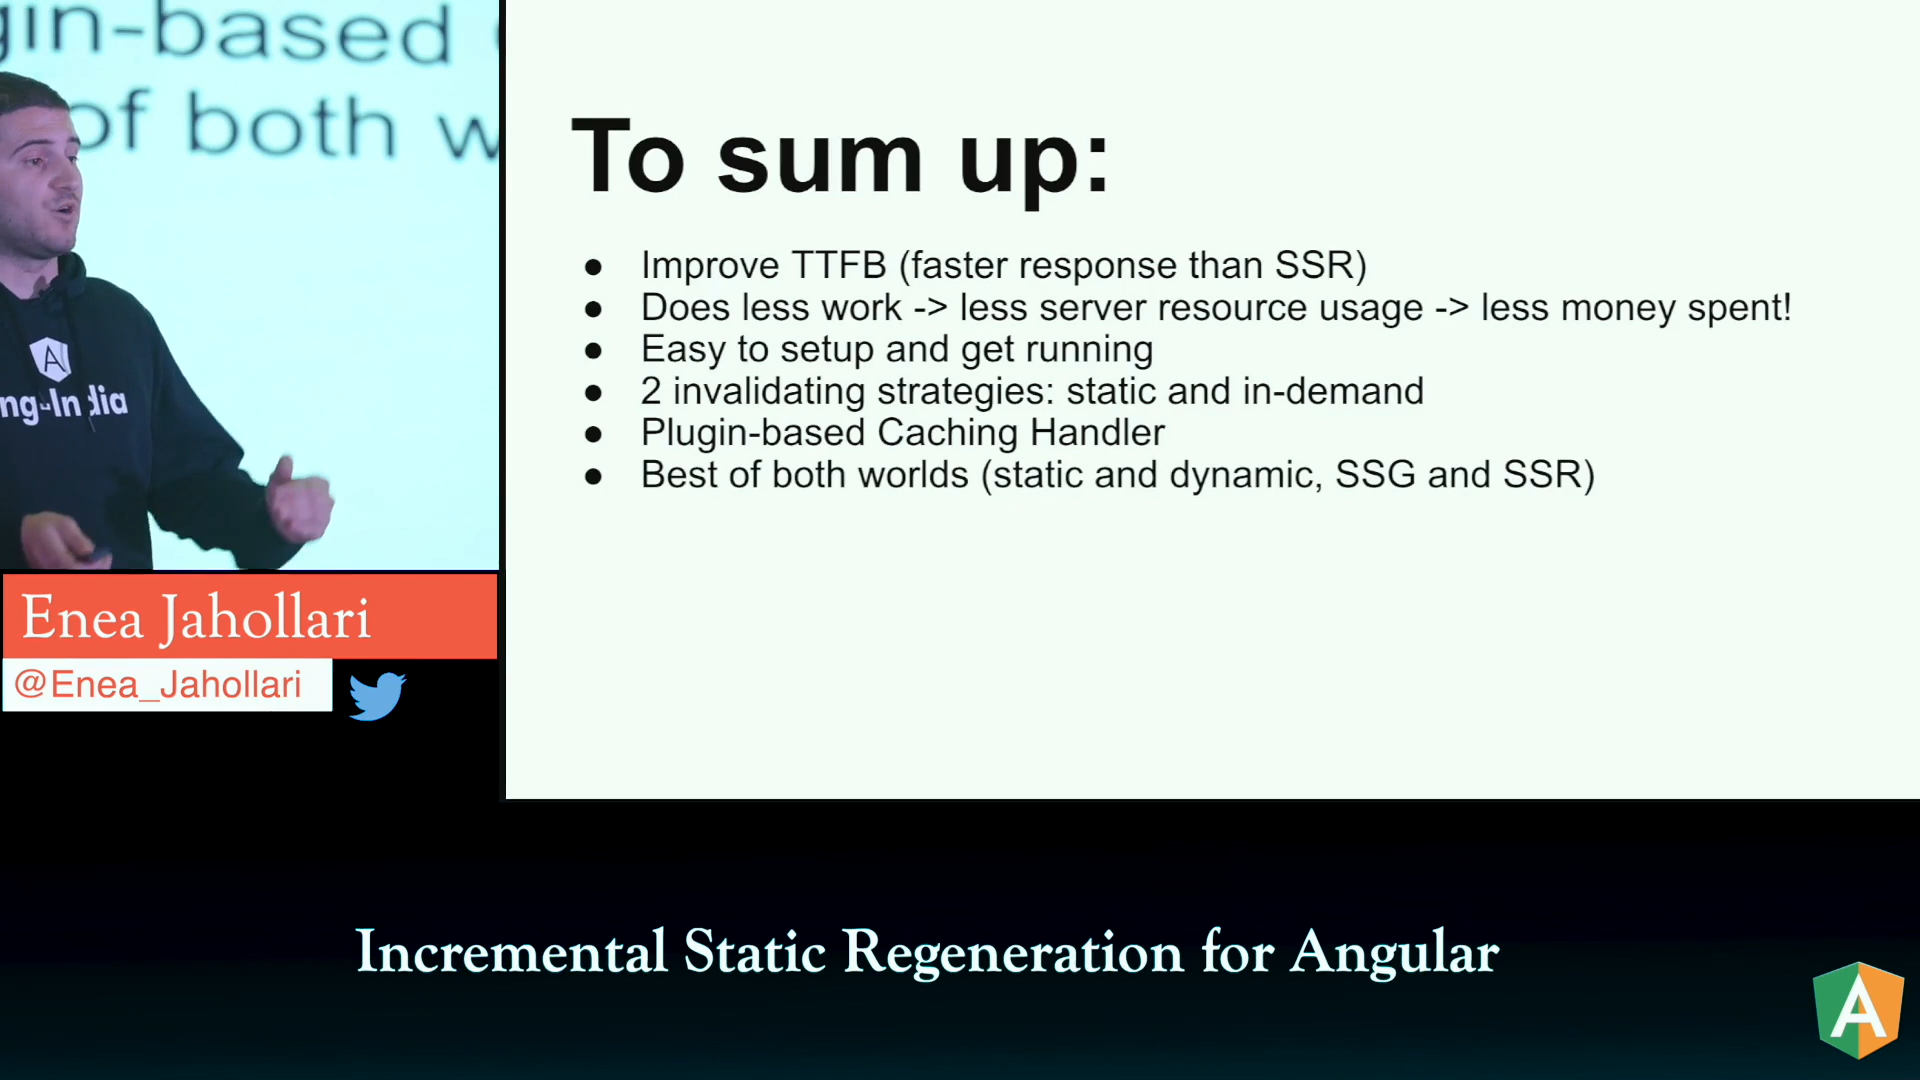 gin-based
of both w
ng-India
Enea Jahollari
@Enea_Jahollari
To sum up:
● Improve TTFB (faster response than SSR)
● Does less work -> less server resource usage -> less money spent!
● Easy to setup and get running
● 2 invalidating strategies: static and in-demand
● Plugin-based Caching Handler
● Best of both worlds (static and dynamic, SSG and SSR)
Incremental Static Regeneration for Angular
A